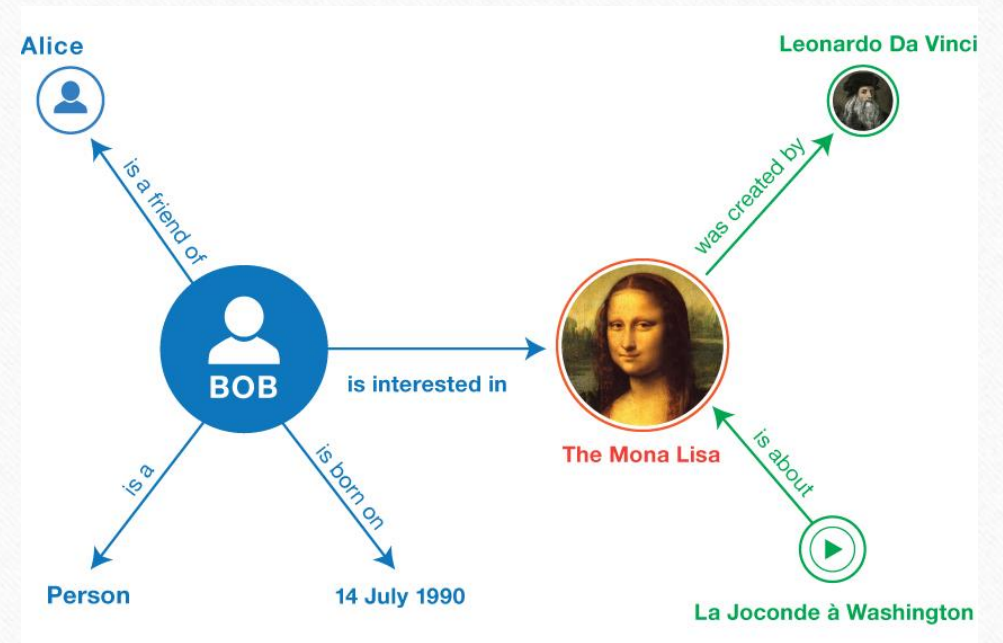 Alice
Leonardo Da Vinci
is a friend of
was created by
BOB
is interested in
The Mona Lisa
is a
is born on
is about
Person
14 July 1990
La Joconde à Washington